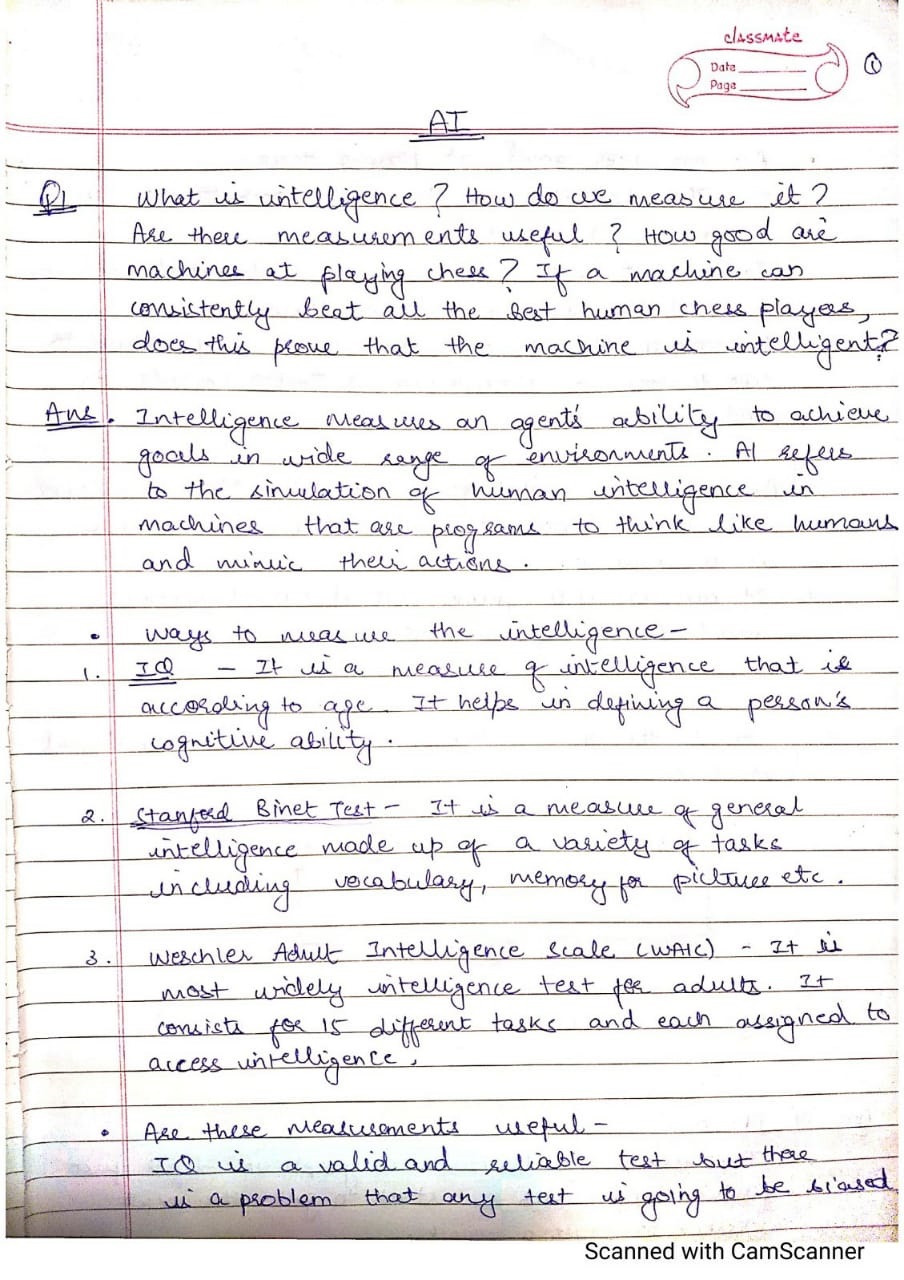 classmate
Date
Page
1
AI
Q1 What is intelligence? How do we measure it?
Are there measurements useful? How good are
machines at playing chess? If a machine can
consistently beat all the best human chess players,
does this prove that the machine is intelligent?
Ans. Intelligence measures an agent's ability to achieve
goals in wide range of environments. AI refers
to the simulation of human intelligence in
machines that are programs to think like humans
and mimic their actions.
• Ways to measure the intelligence-
1. IQ - It is a measure of intelligence that is
according to age. It helps in defining a person's
cognitive ability.
2. Stanford Binet Test- It is a measure of general
intelligence made up of a variety of tasks
including vocabulary, memory for picture etc.
3. Weschler Adult Intelligence Scale (WAIC) - It is
most widely intelligence test for adults. It
consists for 15 different tasks and each assigned to
access intelligence.
• Are these measurements useful-
IQ is a valid and reliable test but there
is a problem that any test is going to be biased
Scanned with CamScanner